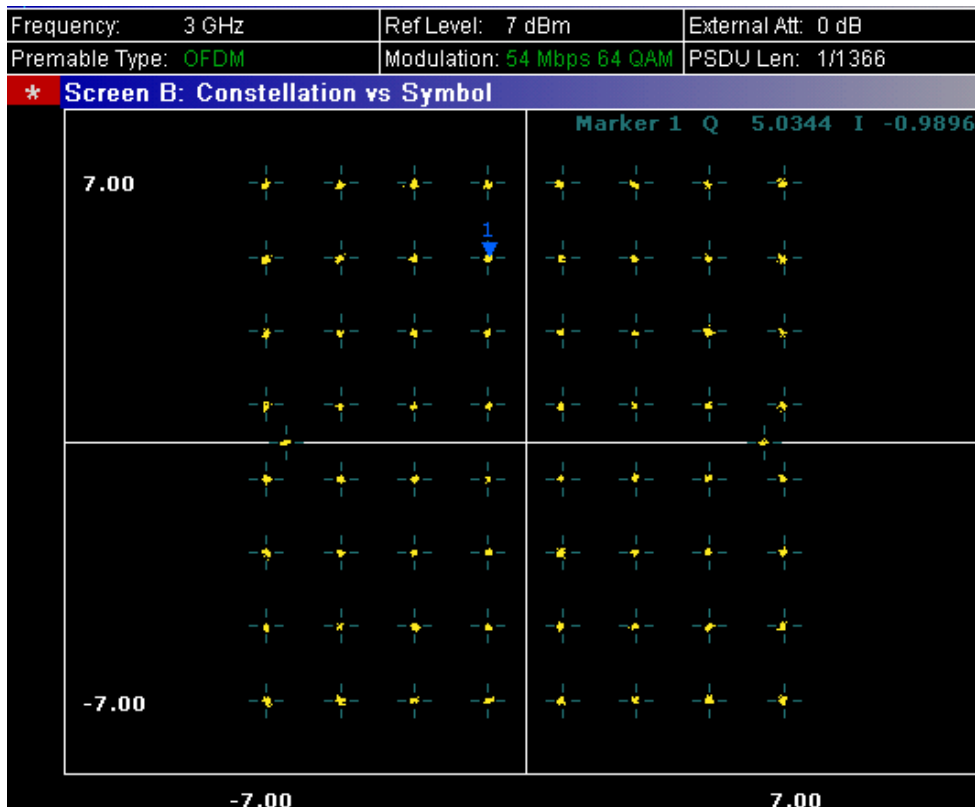 Frequency: 3 GHz Ref Level: 7 dBm External Att: 0 dB
Premable Type: OFDM Modulation: 54 Mbps 64 QAM PSDU Len: 1/1366
* Screen B: Constellation vs Symbol
Marker 1 Q 5.0344 I -0.9896
7.00
1
-7.00
-7.00 7.00